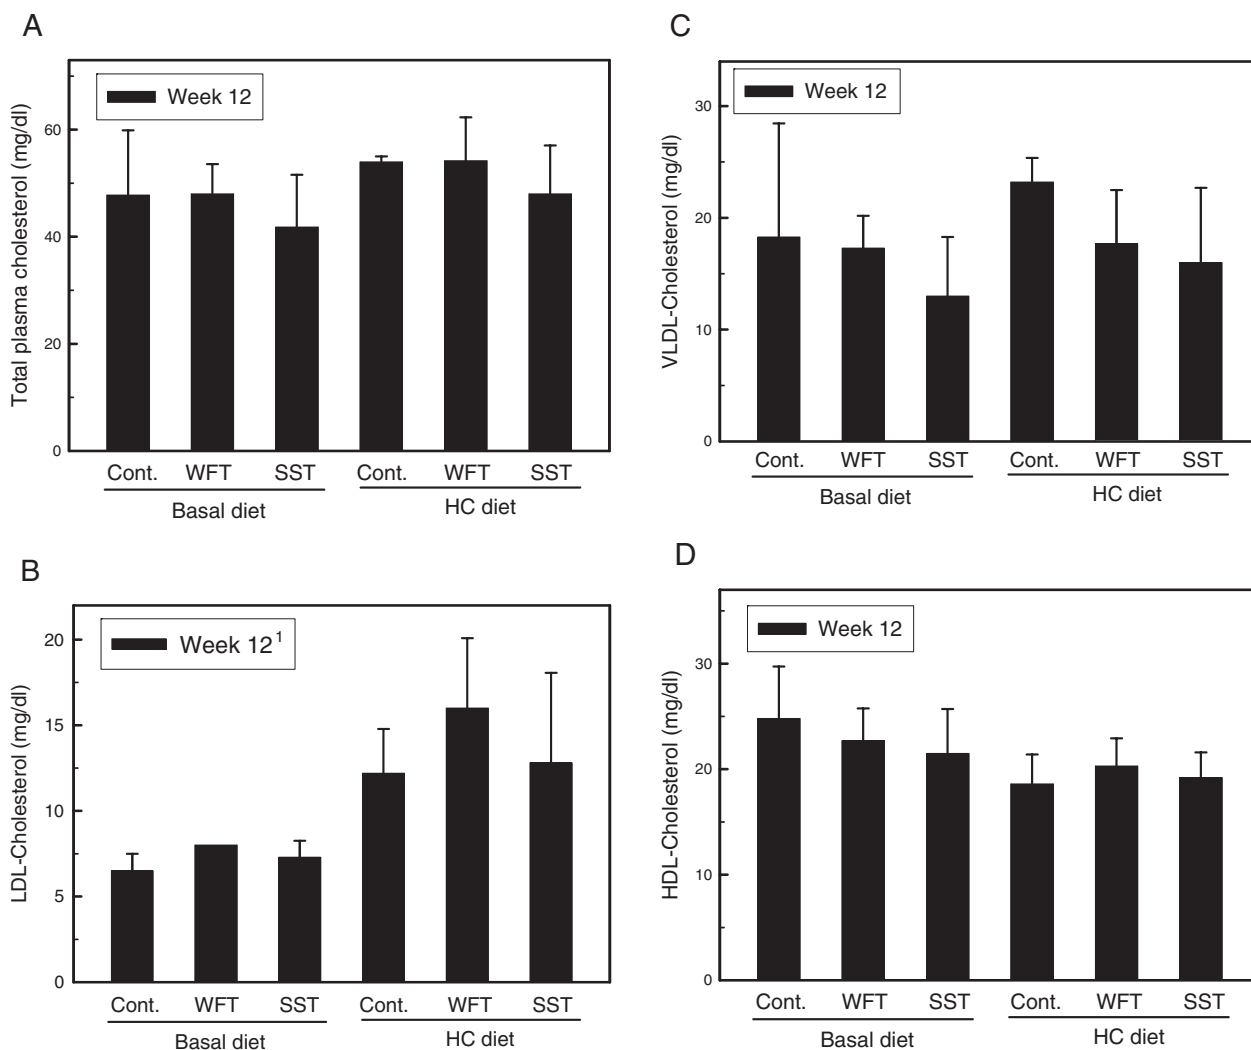 A
Total plasma cholesterol (mg/dl)
Week 12
60
40
20
0
Cont. WFT SST Cont. WFT SST
Basal diet HC diet
C
VLDL-Cholesterol (mg/dl)
Week 12
30
20
10
0
Cont. WFT SST Cont. WFT SST
Basal diet HC diet
B
LDL-Cholesterol (mg/dl)
Week 12¹
20
15
10
5
0
Cont. WFT SST Cont. WFT SST
Basal diet HC diet
D
HDL-Cholesterol (mg/dl)
Week 12
30
20
10
0
Cont. WFT SST Cont. WFT SST
Basal diet HC diet